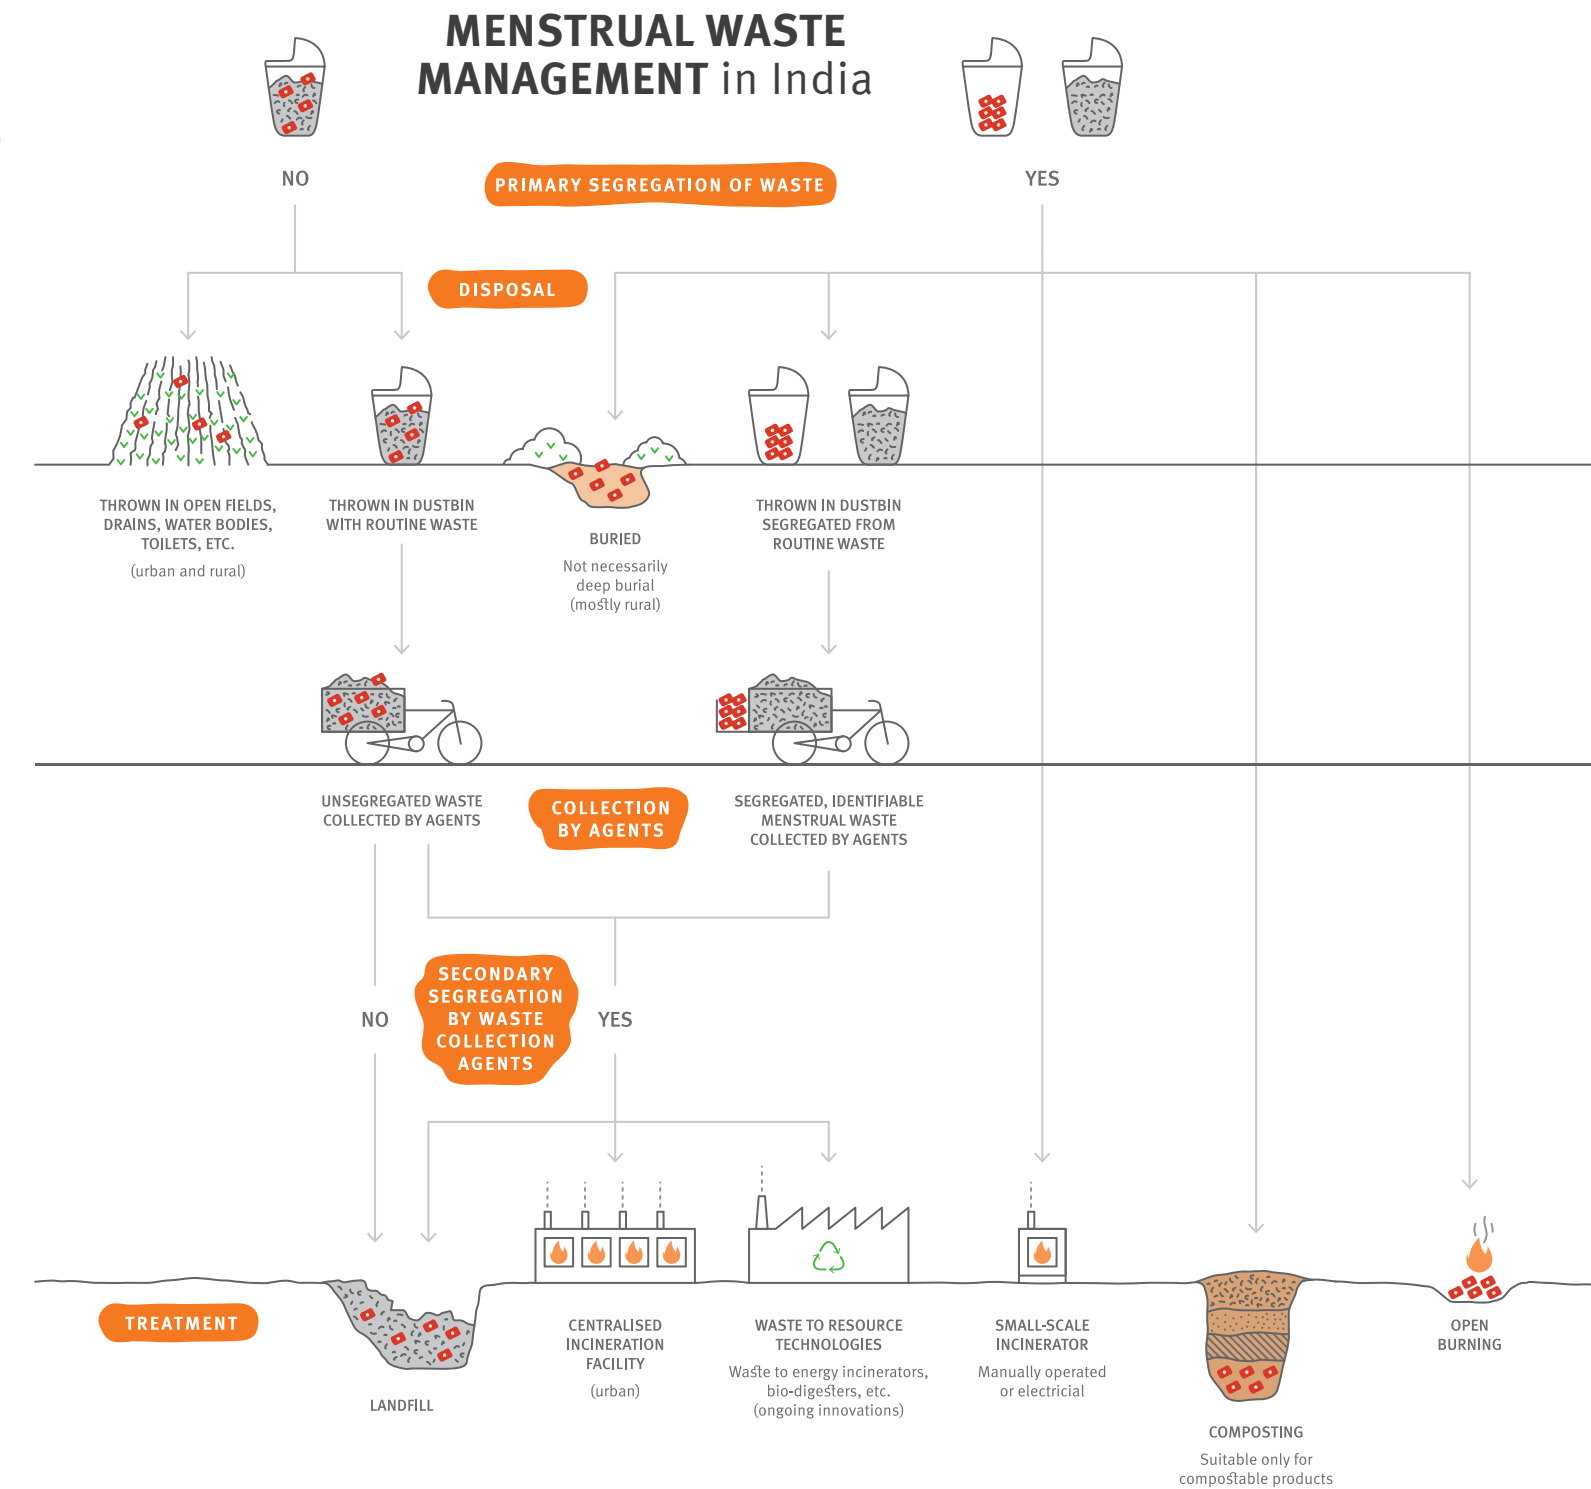 MENSTRUAL WASTE
MANAGEMENT in India
NO
PRIMARY SEGREGATION OF WASTE
YES
DISPOSAL
THROWN IN OPEN FIELDS,
DRAINS, WATER BODIES,
TOILETS, ETC.
(urban and rural)
THROWN IN DUSTBIN
WITH ROUTINE WASTE
BURIED
Not necessarily
deep burial
(mostly rural)
THROWN IN DUSTBIN
SEGREGATED FROM
ROUTINE WASTE
UNSEGREGATED WASTE
COLLECTED BY AGENTS
COLLECTION
BY AGENTS
SEGREGATED, IDENTIFIABLE
MENSTRUAL WASTE
COLLECTED BY AGENTS
NO
SECONDARY
SEGREGATION
BY WASTE
COLLECTION
AGENTS
YES
TREATMENT
LANDFILL
CENTRALISED
INCINERATION
FACILITY
(urban)
WASTE TO RESOURCE
TECHNOLOGIES
Waste to energy incinerators,
bio-digesters, etc.
(ongoing innovations)
SMALL-SCALE
INCINERATOR
Manually operated
or electricial
COMPOSTING
Suitable only for
compostable products
OPEN
BURNING